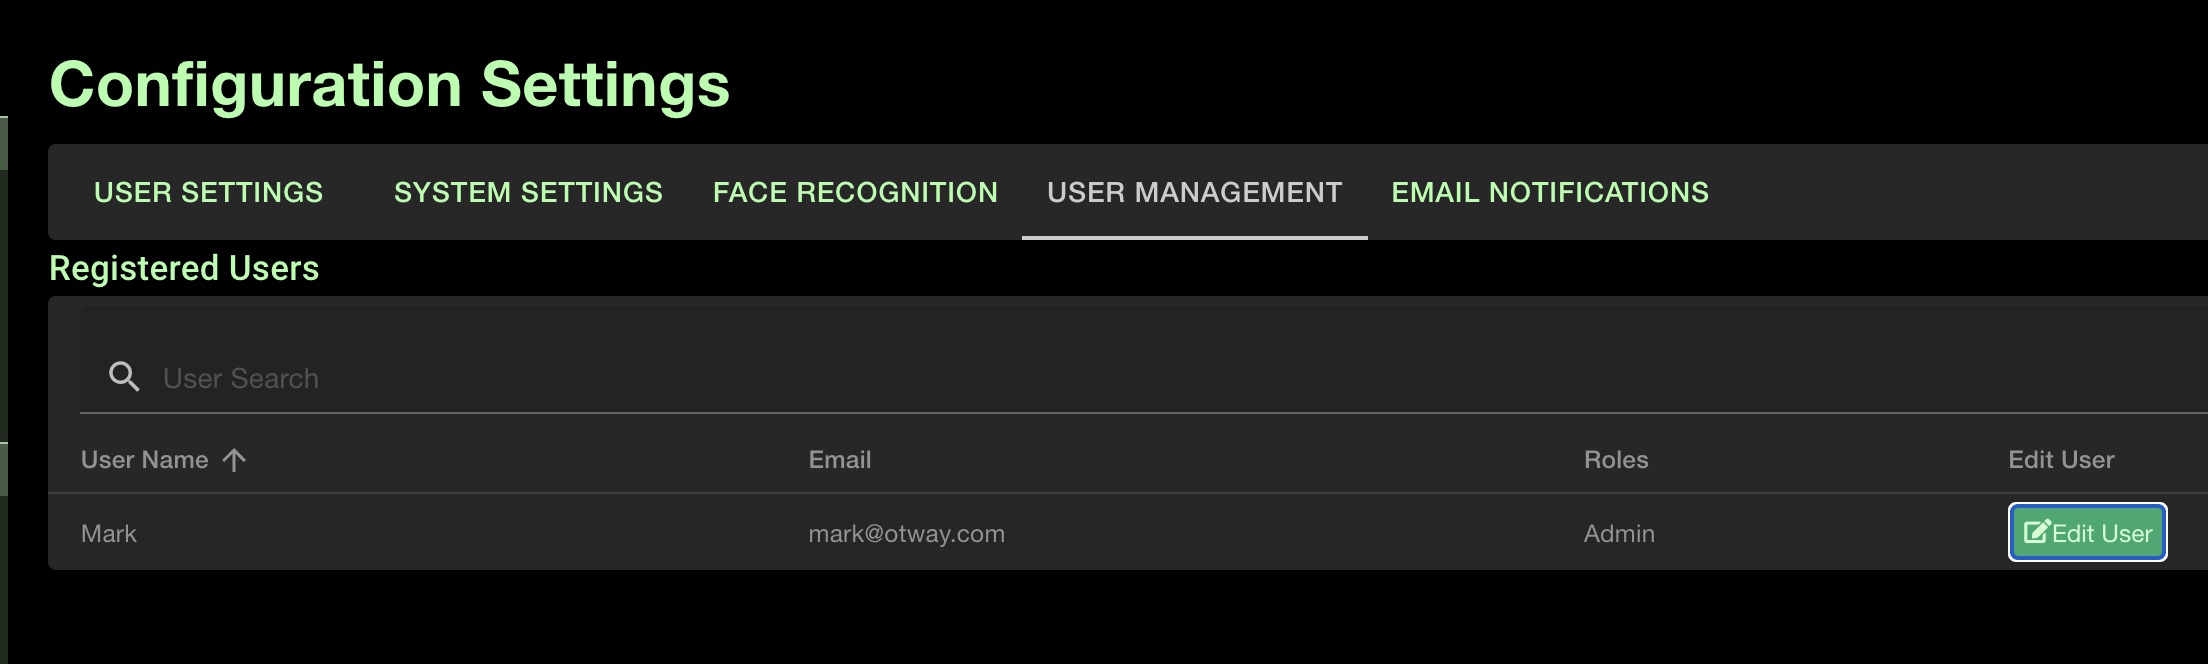 Configuration Settings
USER SETTINGS SYSTEM SETTINGS FACE RECOGNITION USER MANAGEMENT EMAIL NOTIFICATIONS
Registered Users
User Search
User Name Email Roles Edit User
Mark mark@otway.com Admin Edit User